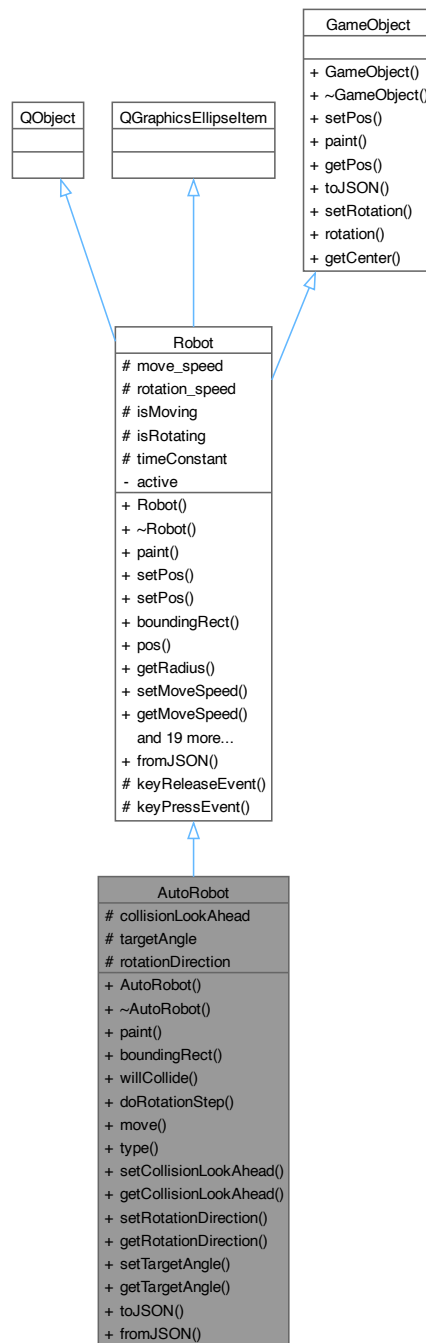 GameObject
+ GameObject()
+ ~GameObject()
+ setPos()
+ paint()
+ getPos()
+ toJSON()
+ setRotation()
+ rotation()
+ getCenter()
QObject
QGraphicsEllipseItem
Robot
# move_speed
# rotation_speed
# isMoving
# isRotating
# timeConstant
- active
+ Robot()
+ ~Robot()
+ paint()
+ setPos()
+ setPos()
+ boundingRect()
+ pos()
+ getRadius()
+ setMoveSpeed()
+ getMoveSpeed()
and 19 more...
+ fromJSON()
# keyReleaseEvent()
# keyPressEvent()
AutoRobot
# collisionLookAhead
# targetAngle
# rotationDirection
+ AutoRobot()
+ ~AutoRobot()
+ paint()
+ boundingRect()
+ willCollide()
+ doRotationStep()
+ move()
+ type()
+ setCollisionLookAhead()
+ getCollisionLookAhead()
+ setRotationDirection()
+ getRotationDirection()
+ setTargetAngle()
+ getTargetAngle()
+ toJSON()
+ fromJSON()